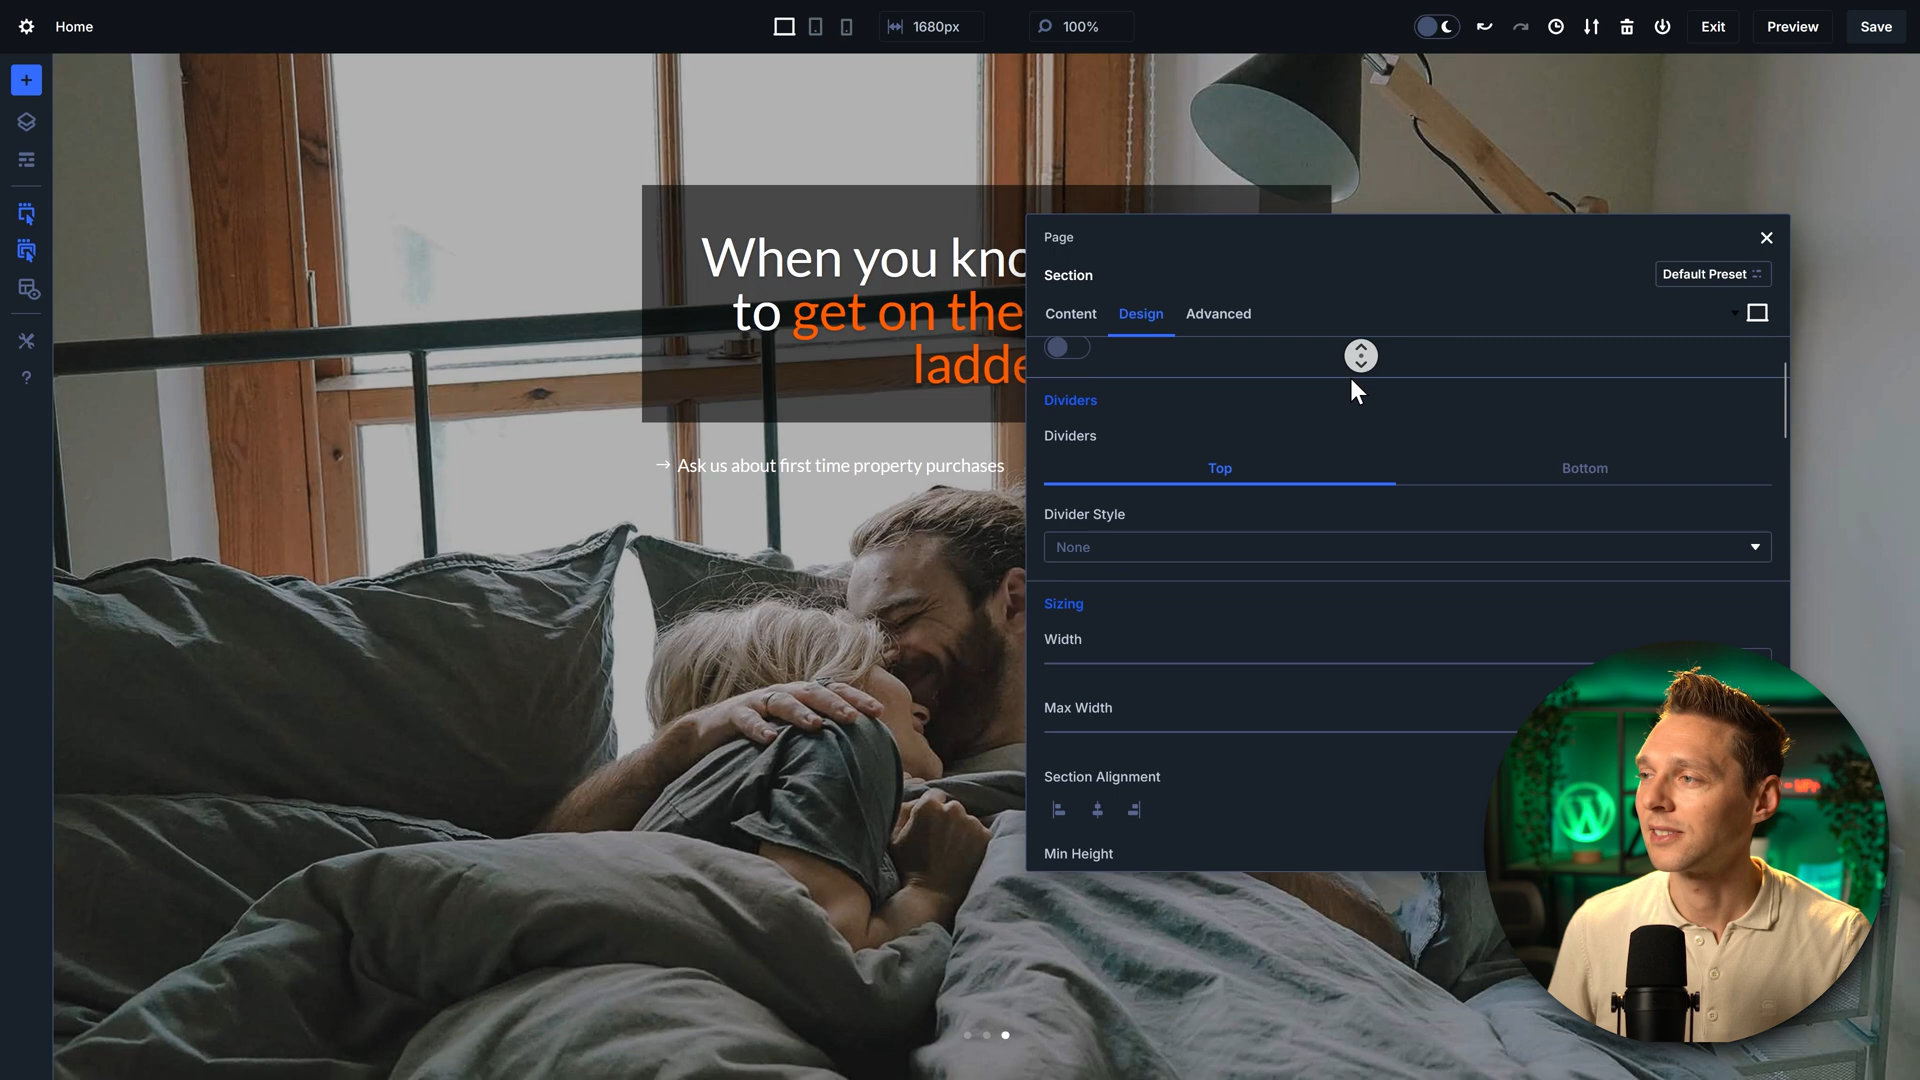 Home
1680px
100%
Exit
Preview
Save
When you kno
to get on the
ladde
→ Ask us about first time property purchases
Page
Section
Default Preset
Content
Design
Advanced
Dividers
Dividers
Top
Bottom
Divider Style
None
Sizing
Width
Max Width
Section Alignment
Min Height